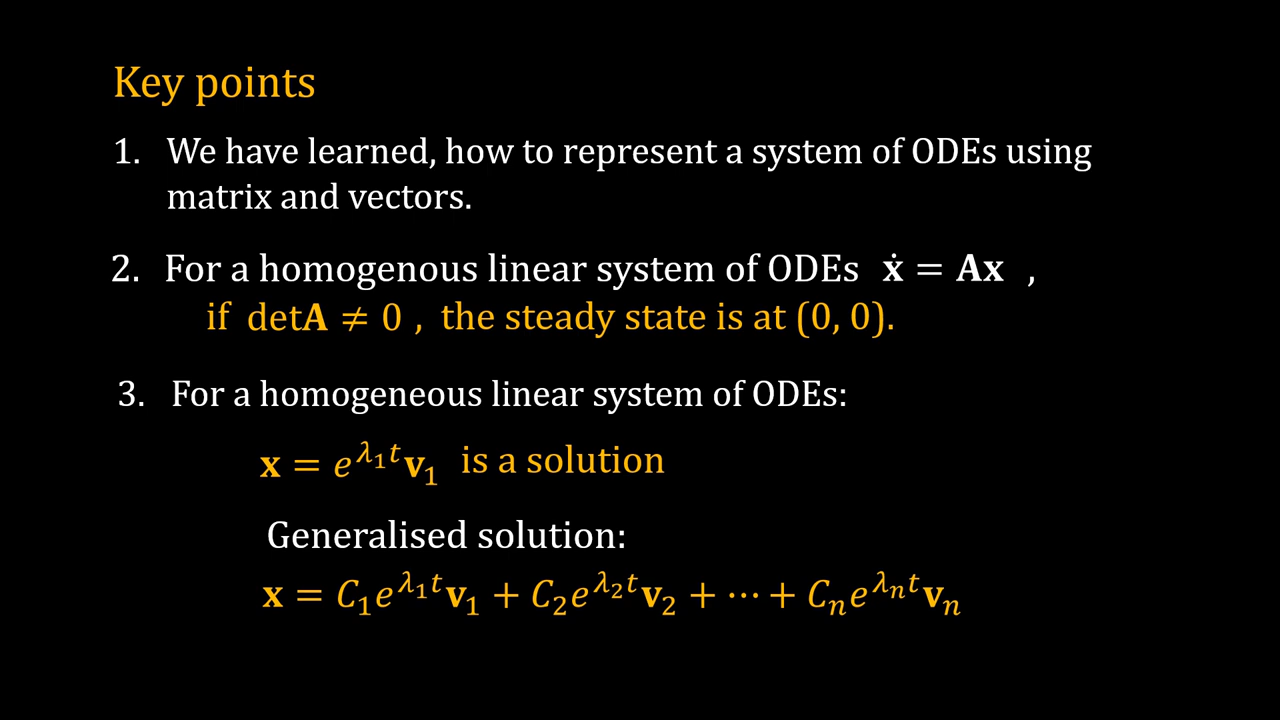 Key points
1. We have learned, how to represent a system of ODEs using
matrix and vectors.
2. For a homogenous linear system of ODEs ẋ = Ax ,
if detA ≠ 0 , the steady state is at (0, 0).
3. For a homogeneous linear system of ODEs:
x = e^{λ₁t}v₁ is a solution
Generalised solution:
x = C₁e^{λ₁t}v₁ + C₂e^{λ₂t}v₂ + ⋯ + Cₙe^{λₙt}vₙ